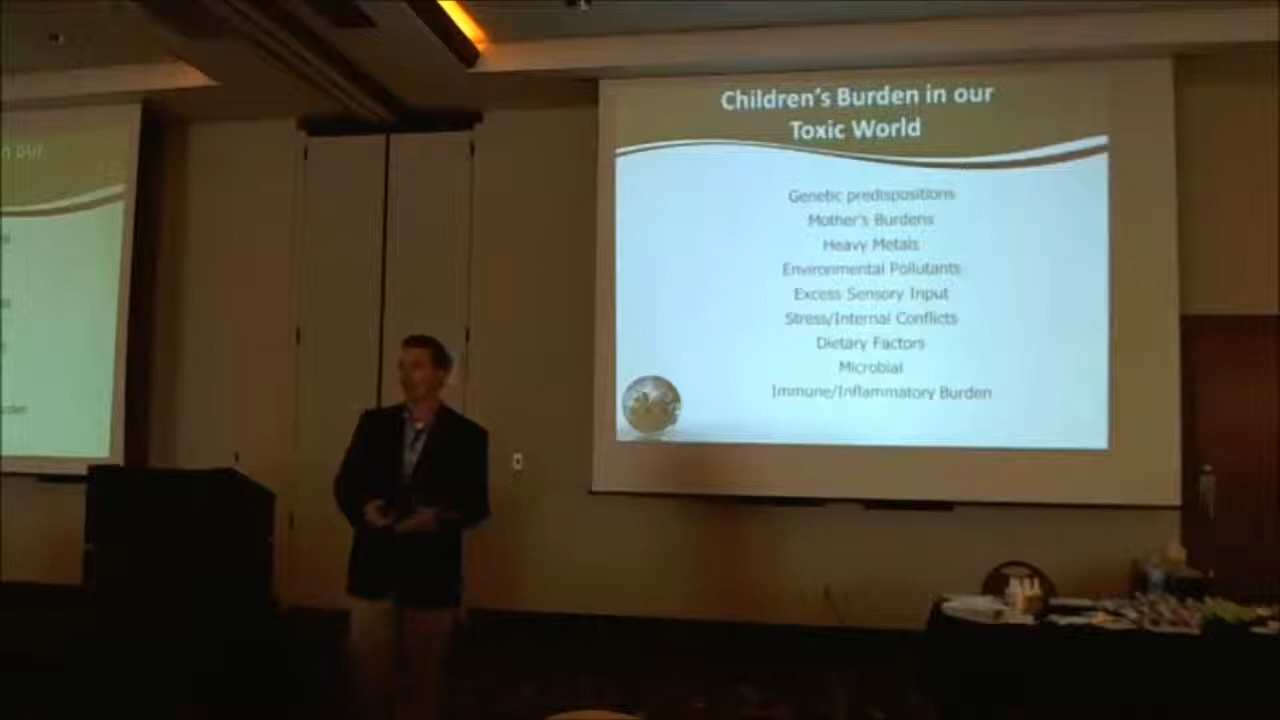 n our
Children's Burden in our
Toxic World
Genetic predispositions
Mother's Burdens
Heavy Metals
Environmental Pollutants
Excess Sensory Input
Stress/Internal Conflicts
Dietary Factors
Microbial
Immune/Inflammatory Burden